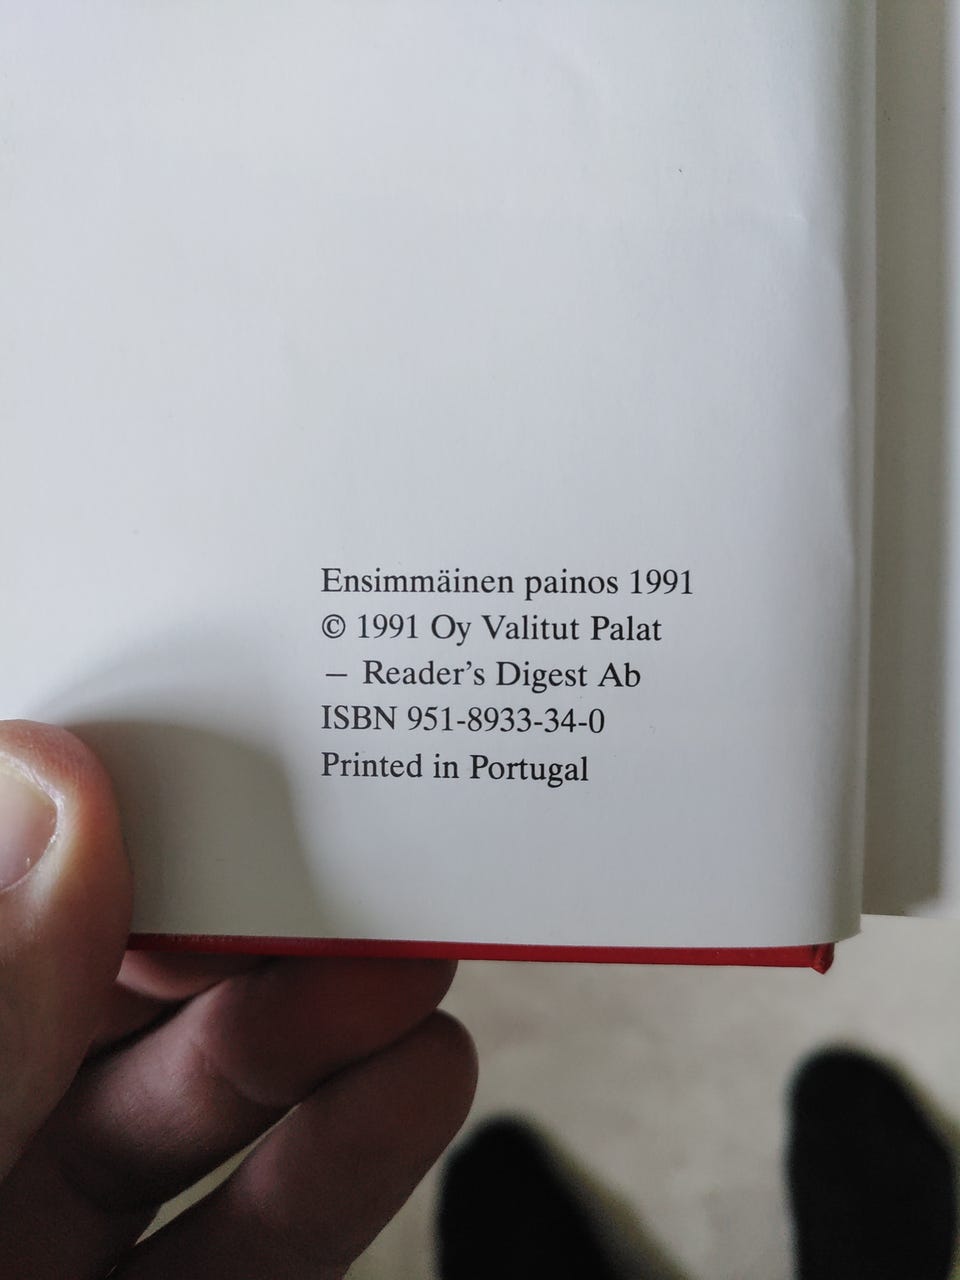 Ensimmäinen painos 1991
© 1991 Oy Valitut Palat
– Reader’s Digest Ab
ISBN 951-8933-34-0
Printed in Portugal